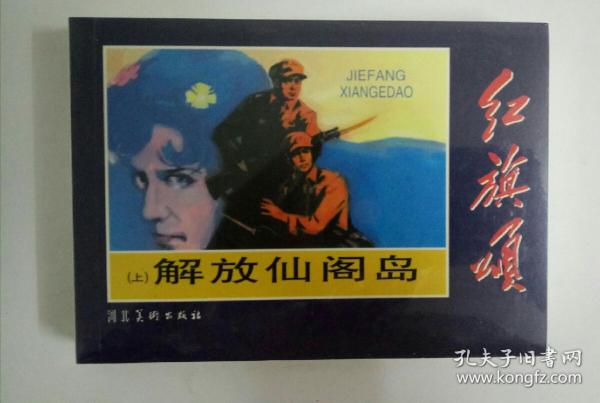 JIEFANG
XIANGEDAO
红旗颂
(上) 解放仙阁岛
河北美术出版社
孔夫子旧书网
www.kongfz.com